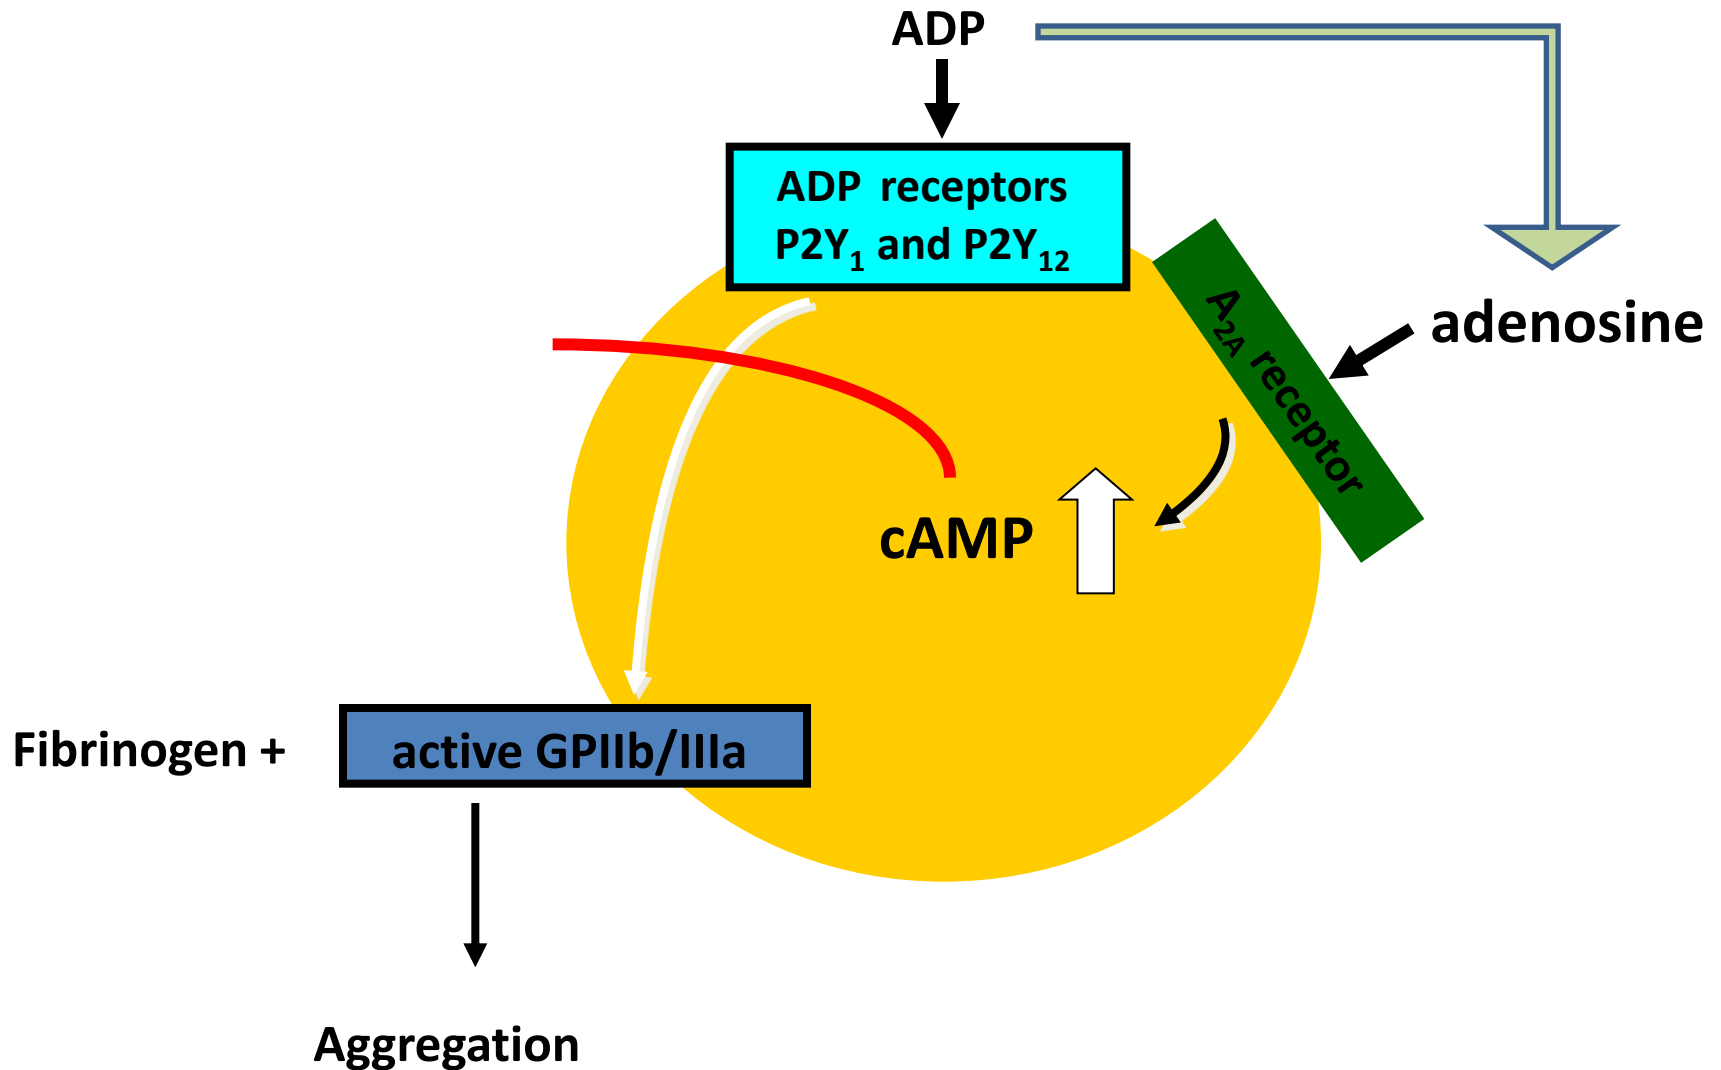 ADP
ADP receptors
P2Y1 and P2Y12
A2A receptor
adenosine
cAMP
Fibrinogen +
active GPIIb/IIIa
Aggregation